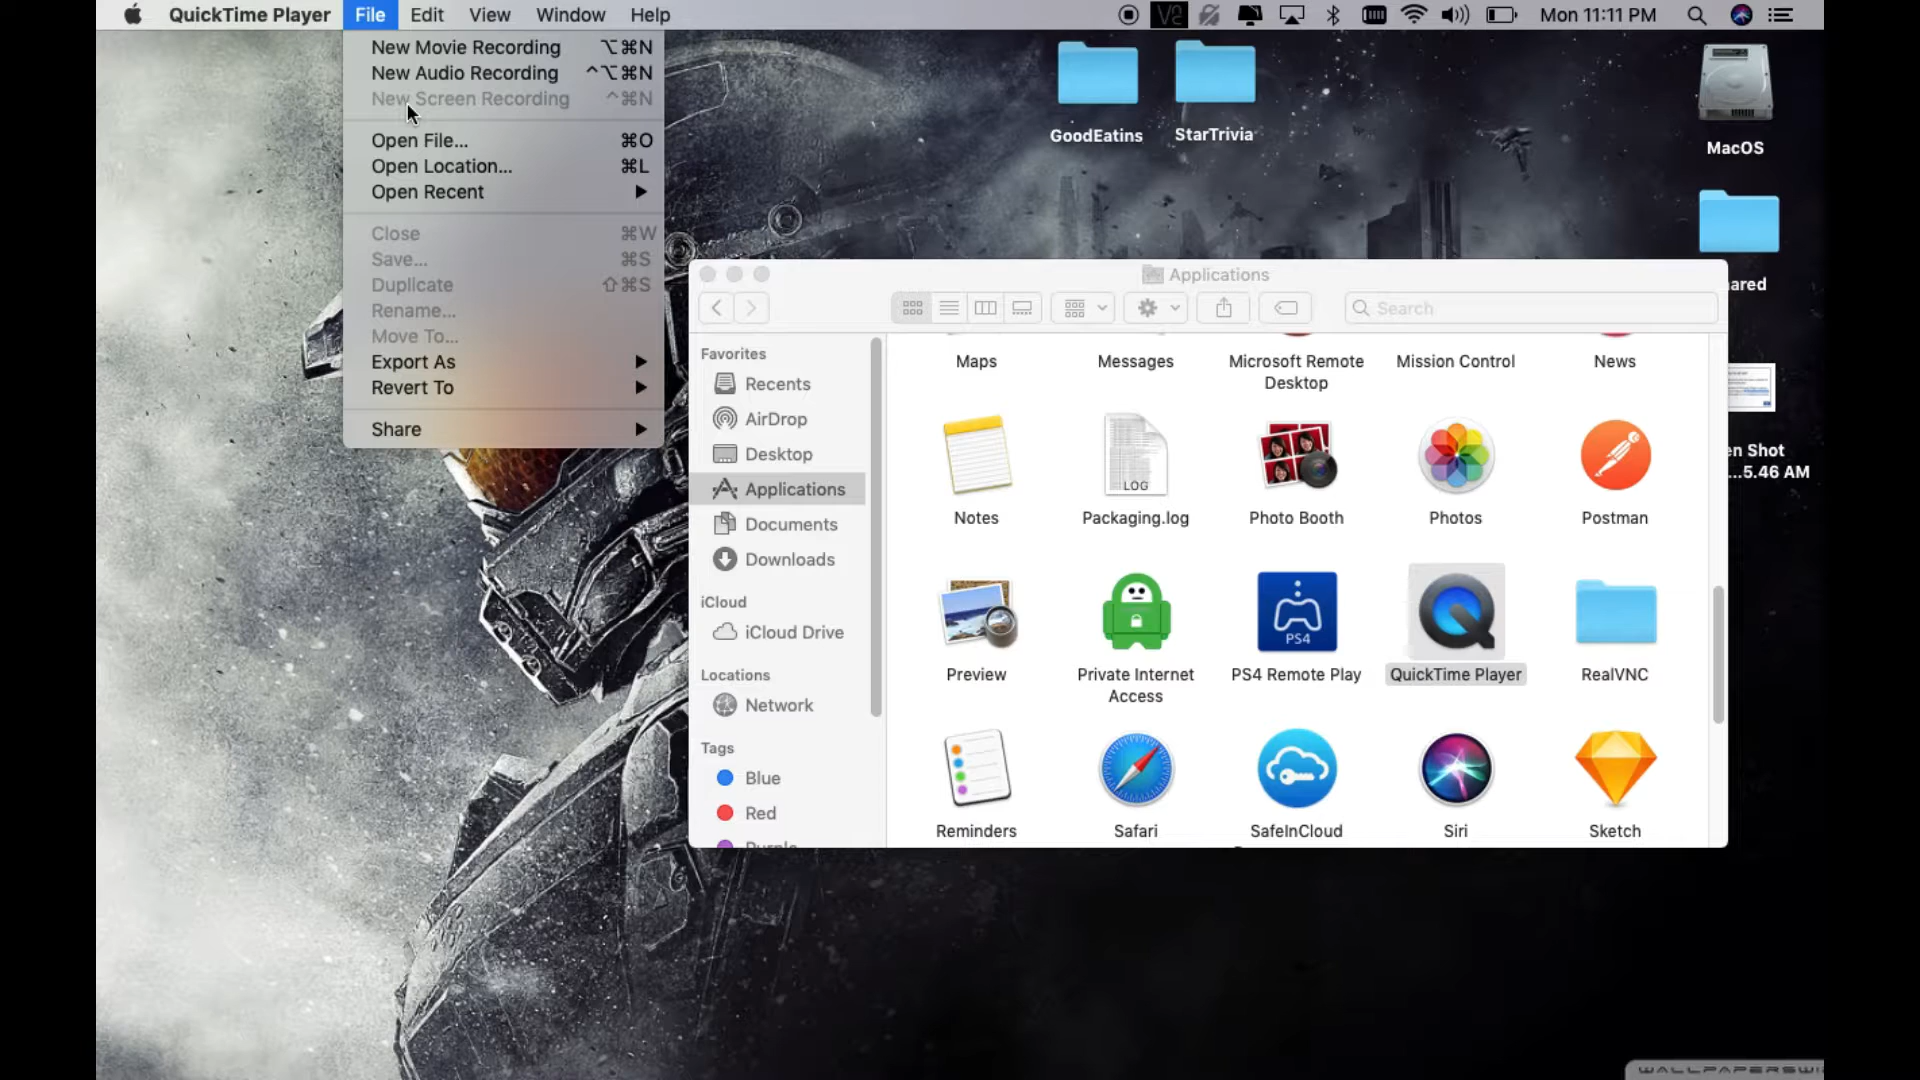 QuickTime Player File Edit View Window Help Mon 11:11 PM
New Movie Recording ⌥⌘N
New Audio Recording ^⌥⌘N
New Screen Recording ^⌘N
Open File... ⌘O
Open Location... ⌘L
Open Recent
Close ⌘W
Save... ⌘S
Duplicate ⇧⌘S
Rename...
Move To...
Export As
Revert To
Share
GoodEatins
StarTrivia
MacOS
ared
en Shot
...5.46 AM
Applications
Search
Favorites
Recents
AirDrop
Desktop
Applications
Documents
Downloads
iCloud
iCloud Drive
Locations
Network
Tags
Blue
Red
Purple
Maps
Messages
Microsoft Remote
Desktop
Mission Control
News
LOG
Notes
Packaging.log
Photo Booth
Photos
Postman
PS4
Preview
Private Internet
Access
PS4 Remote Play
QuickTime Player
RealVNC
Reminders
Safari
SafeInCloud
Siri
Sketch